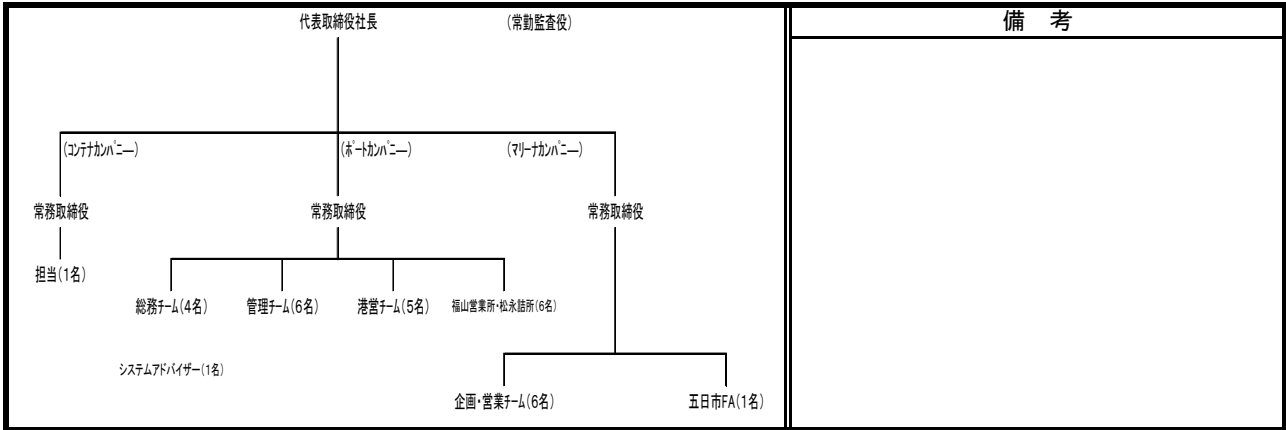 代表取締役社長
(常勤監査役)
備 考
(コンテナカンパニー)
(ポートカンパニー)
(マリーナカンパニー)
常務取締役
常務取締役
常務取締役
担当(1名)
総務チーム(4名)
管理チーム(6名)
港営チーム(5名)
福山営業所・松永詰所(6名)
システムアドバイザー(1名)
企画・営業チーム(6名)
五日市FA(1名)